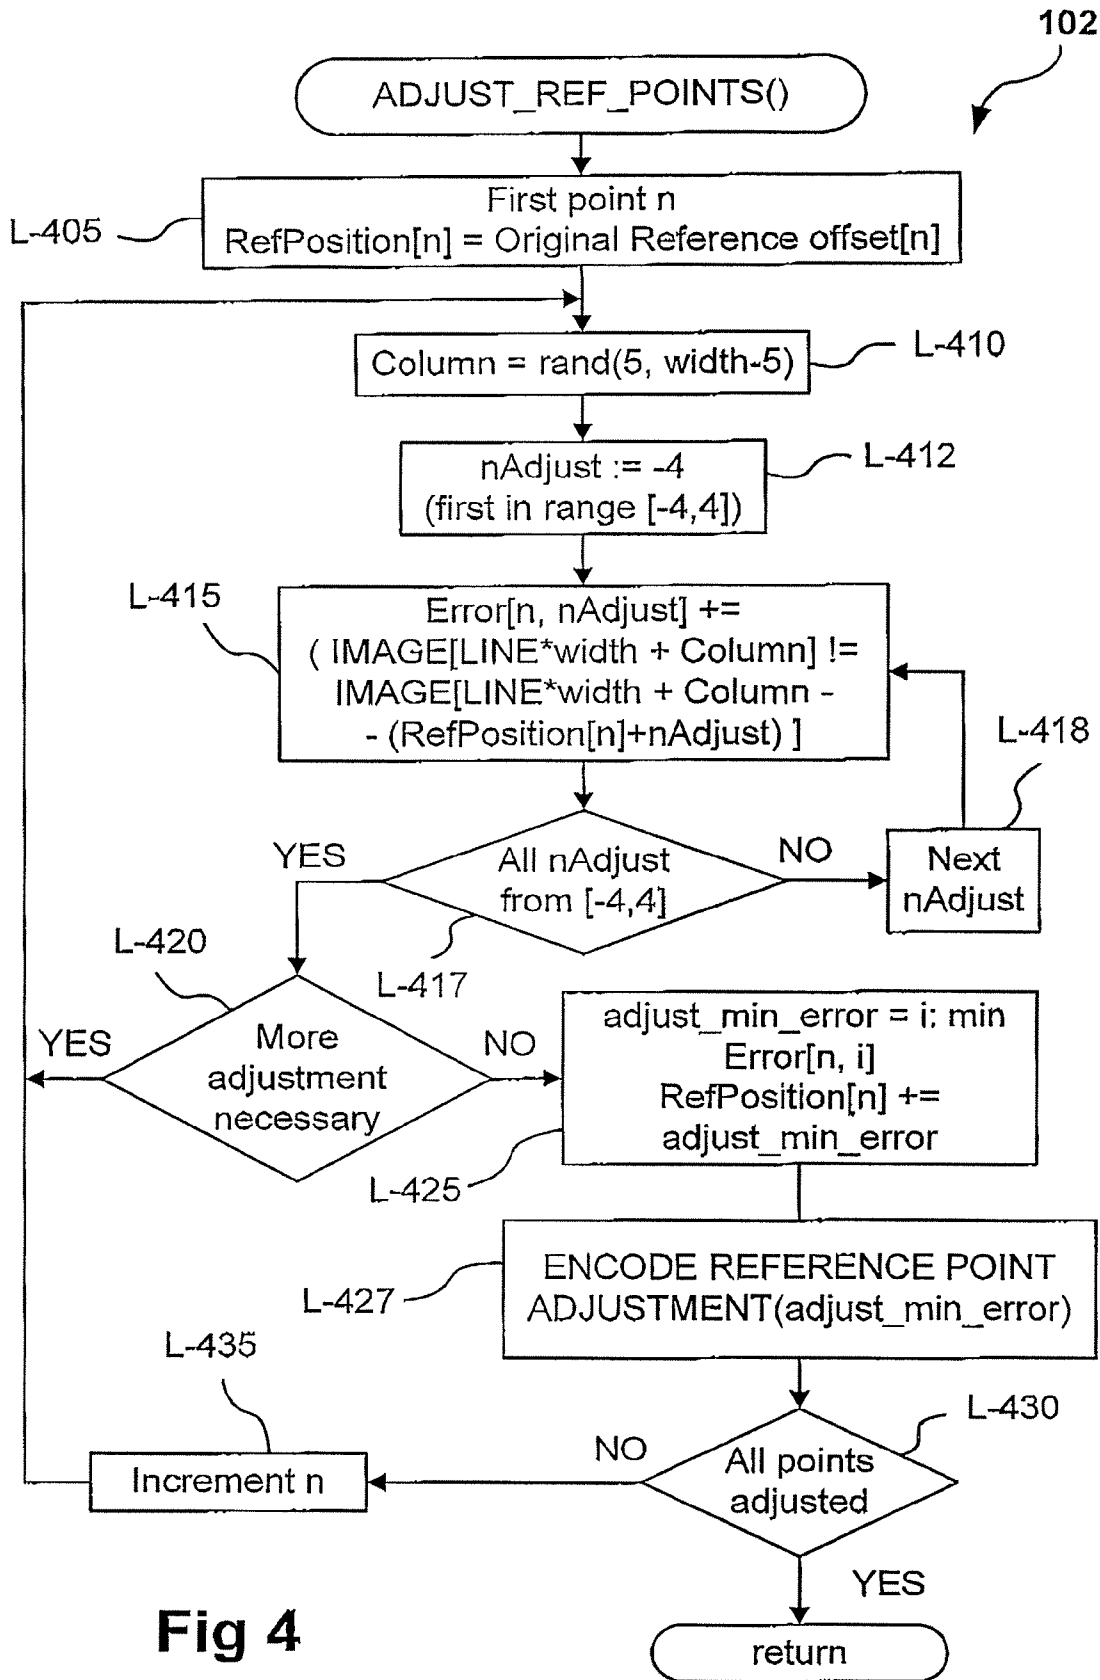 102
ADJUST_REF_POINTS()
First point n
RefPosition[n] = Original Reference offset[n]
L-405
Column = rand(5, width-5)
L-410
nAdjust := -4
(first in range [-4,4])
L-412
L-415
Error[n, nAdjust] +=
( IMAGE[LINE*width + Column] !=
IMAGE[LINE*width + Column -
- (RefPosition[n]+nAdjust) ]
L-418
YES
All nAdjust
from [-4,4]
NO
Next
nAdjust
L-417
L-420
YES
More
adjustment
necessary
NO
adjust_min_error = i: min
Error[n, i]
RefPosition[n] +=
adjust_min_error
L-425
ENCODE REFERENCE POINT
ADJUSTMENT(adjust_min_error)
L-427
L-435
L-430
Increment n
NO
All points
adjusted
YES
return
Fig 4